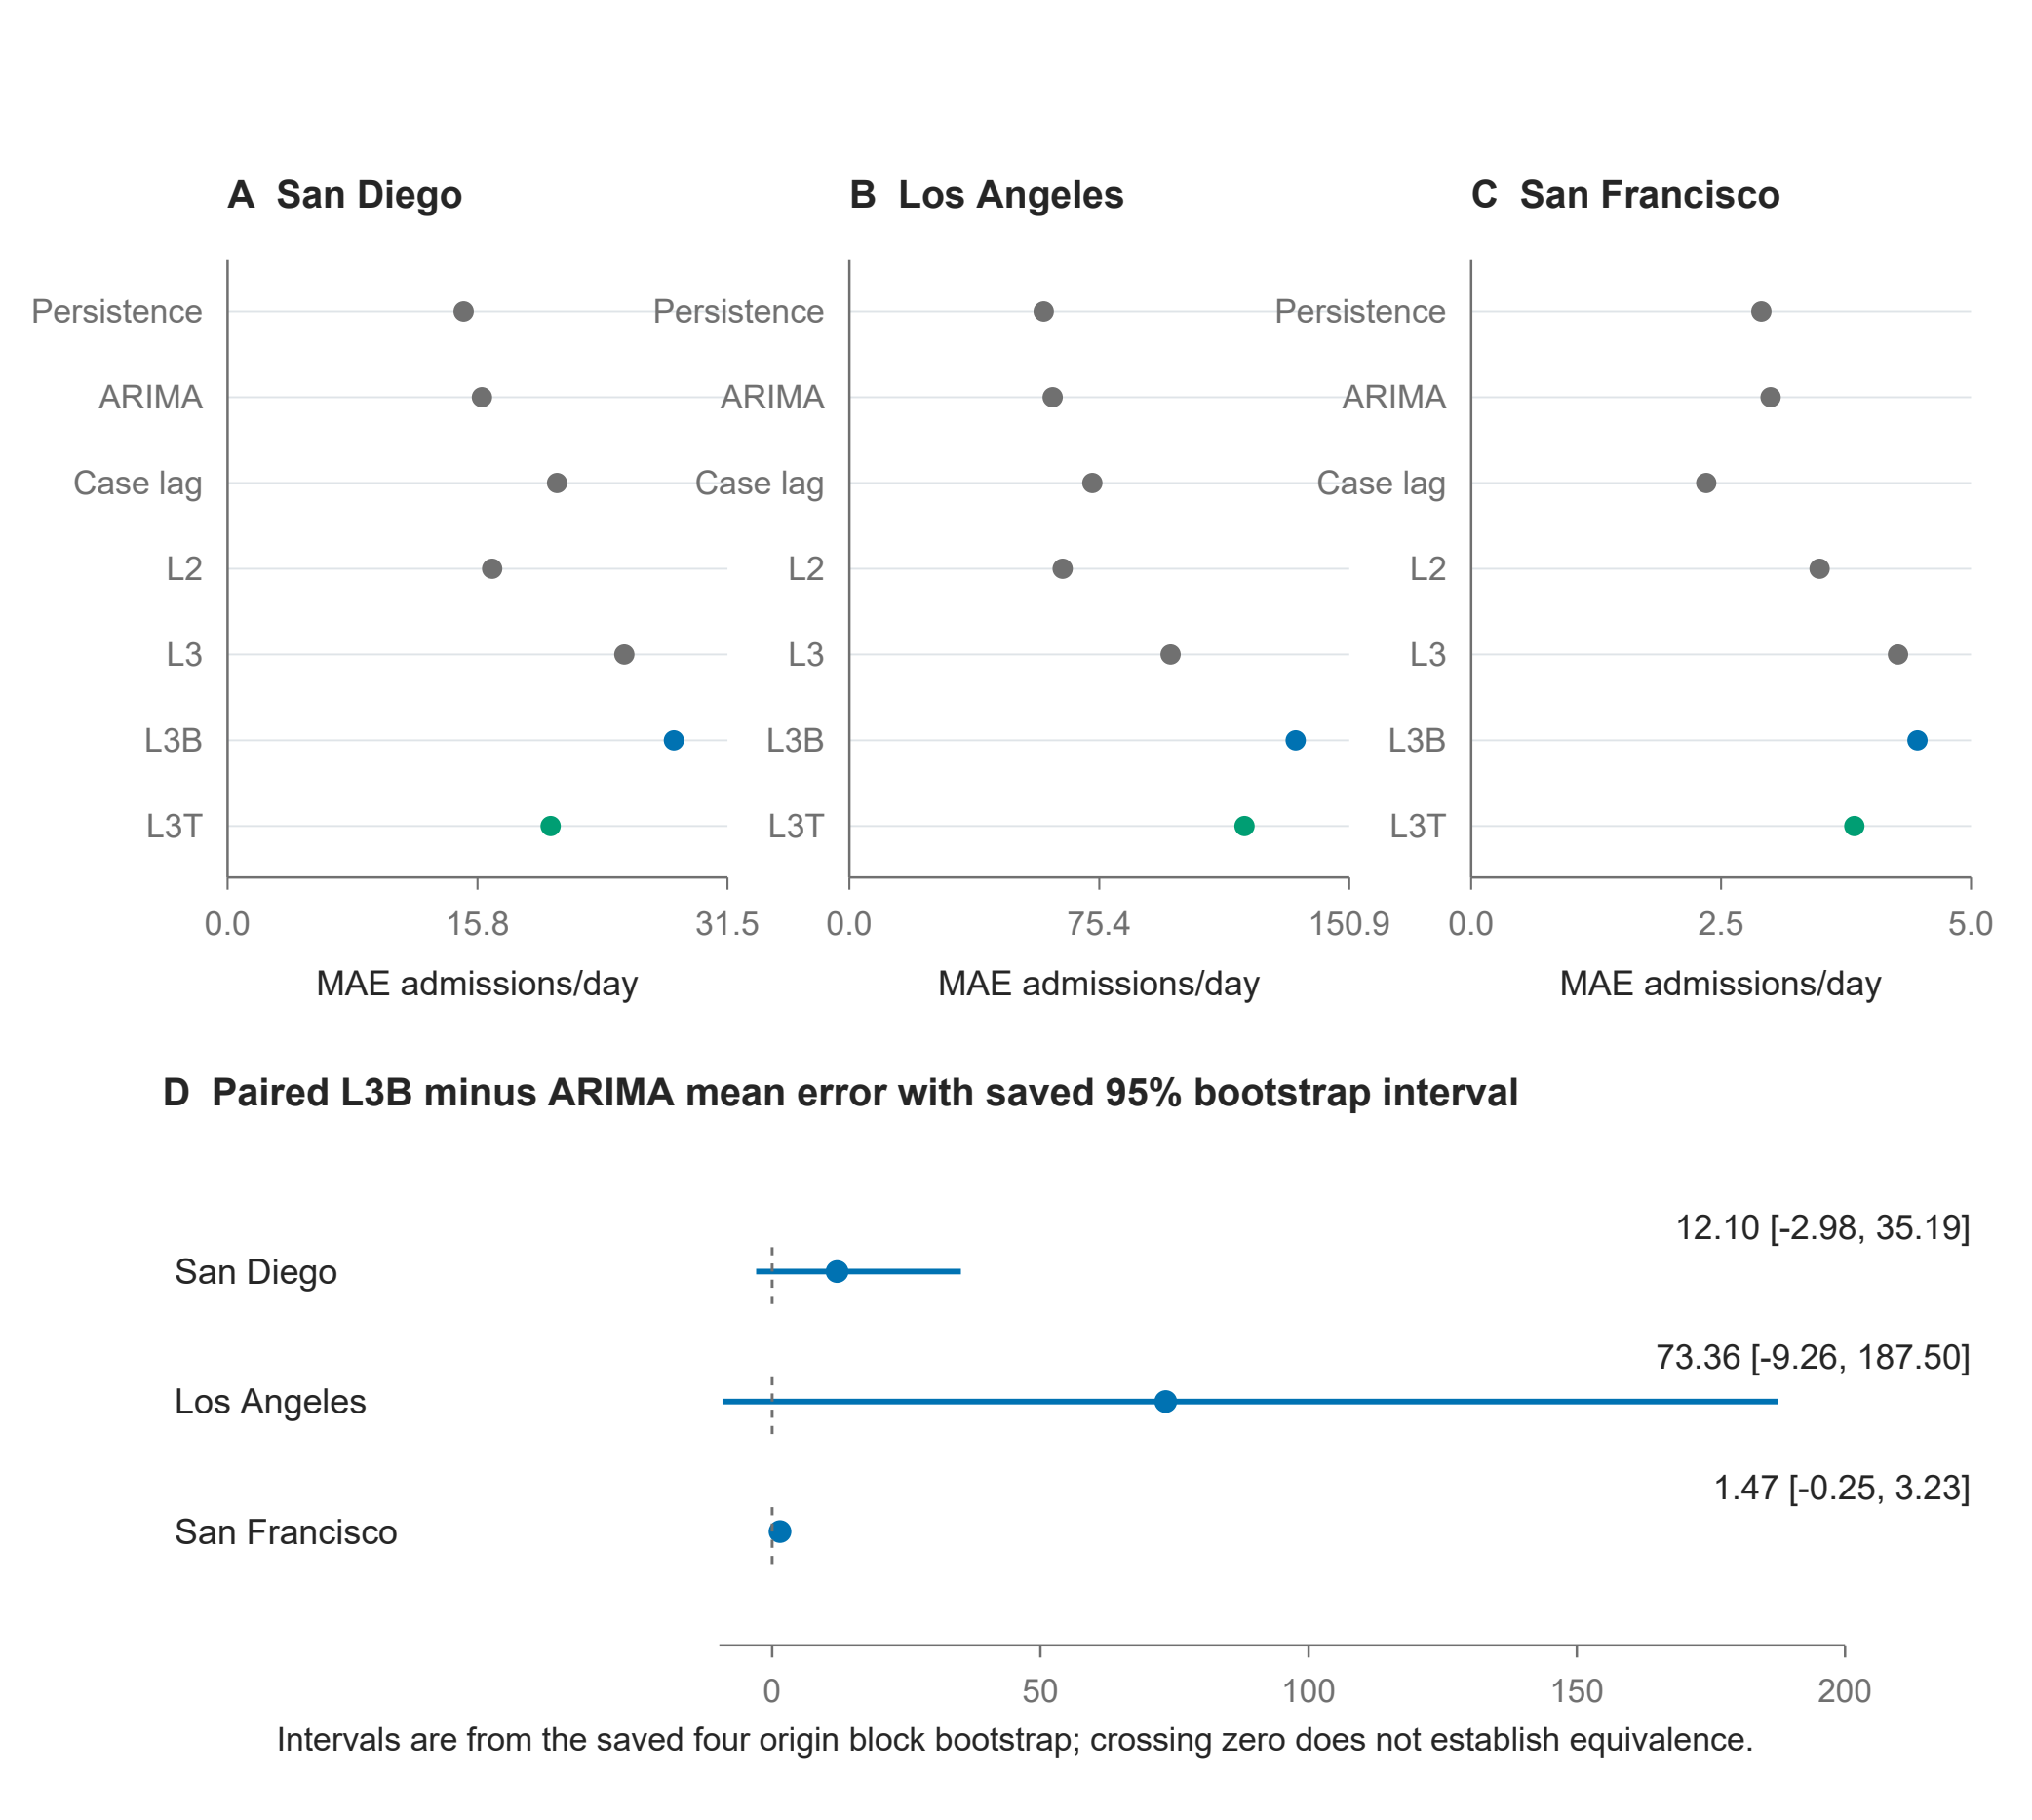 A San Diego
B Los Angeles
C San Francisco
Persistence
ARIMA
Case lag
L2
L3
L3B
L3T
0.0 15.8 31.5
MAE admissions/day
Persistence
ARIMA
Case lag
L2
L3
L3B
L3T
0.0 75.4 150.9
MAE admissions/day
Persistence
ARIMA
Case lag
L2
L3
L3B
L3T
0.0 2.5 5.0
MAE admissions/day
D Paired L3B minus ARIMA mean error with saved 95% bootstrap interval
12.10 [-2.98, 35.19]
San Diego
73.36 [-9.26, 187.50]
Los Angeles
1.47 [-0.25, 3.23]
San Francisco
0 50 100 150 200
Intervals are from the saved four origin block bootstrap; crossing zero does not establish equivalence.